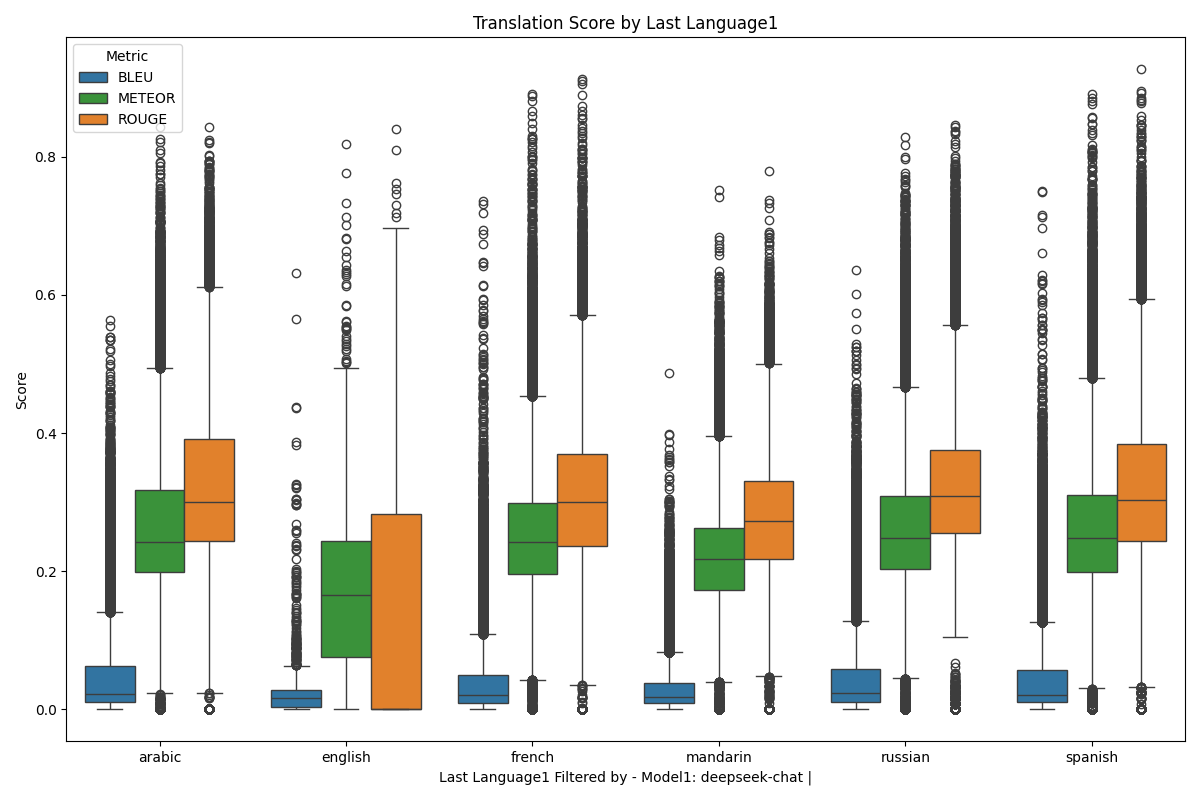 Translation Score by Last Language1
Metric
BLEU
METEOR
ROUGE
Score
0.8
0.6
0.4
0.2
0.0
arabic
english
french
mandarin
russian
spanish
Last Language1 Filtered by - Model1: deepseek-chat |